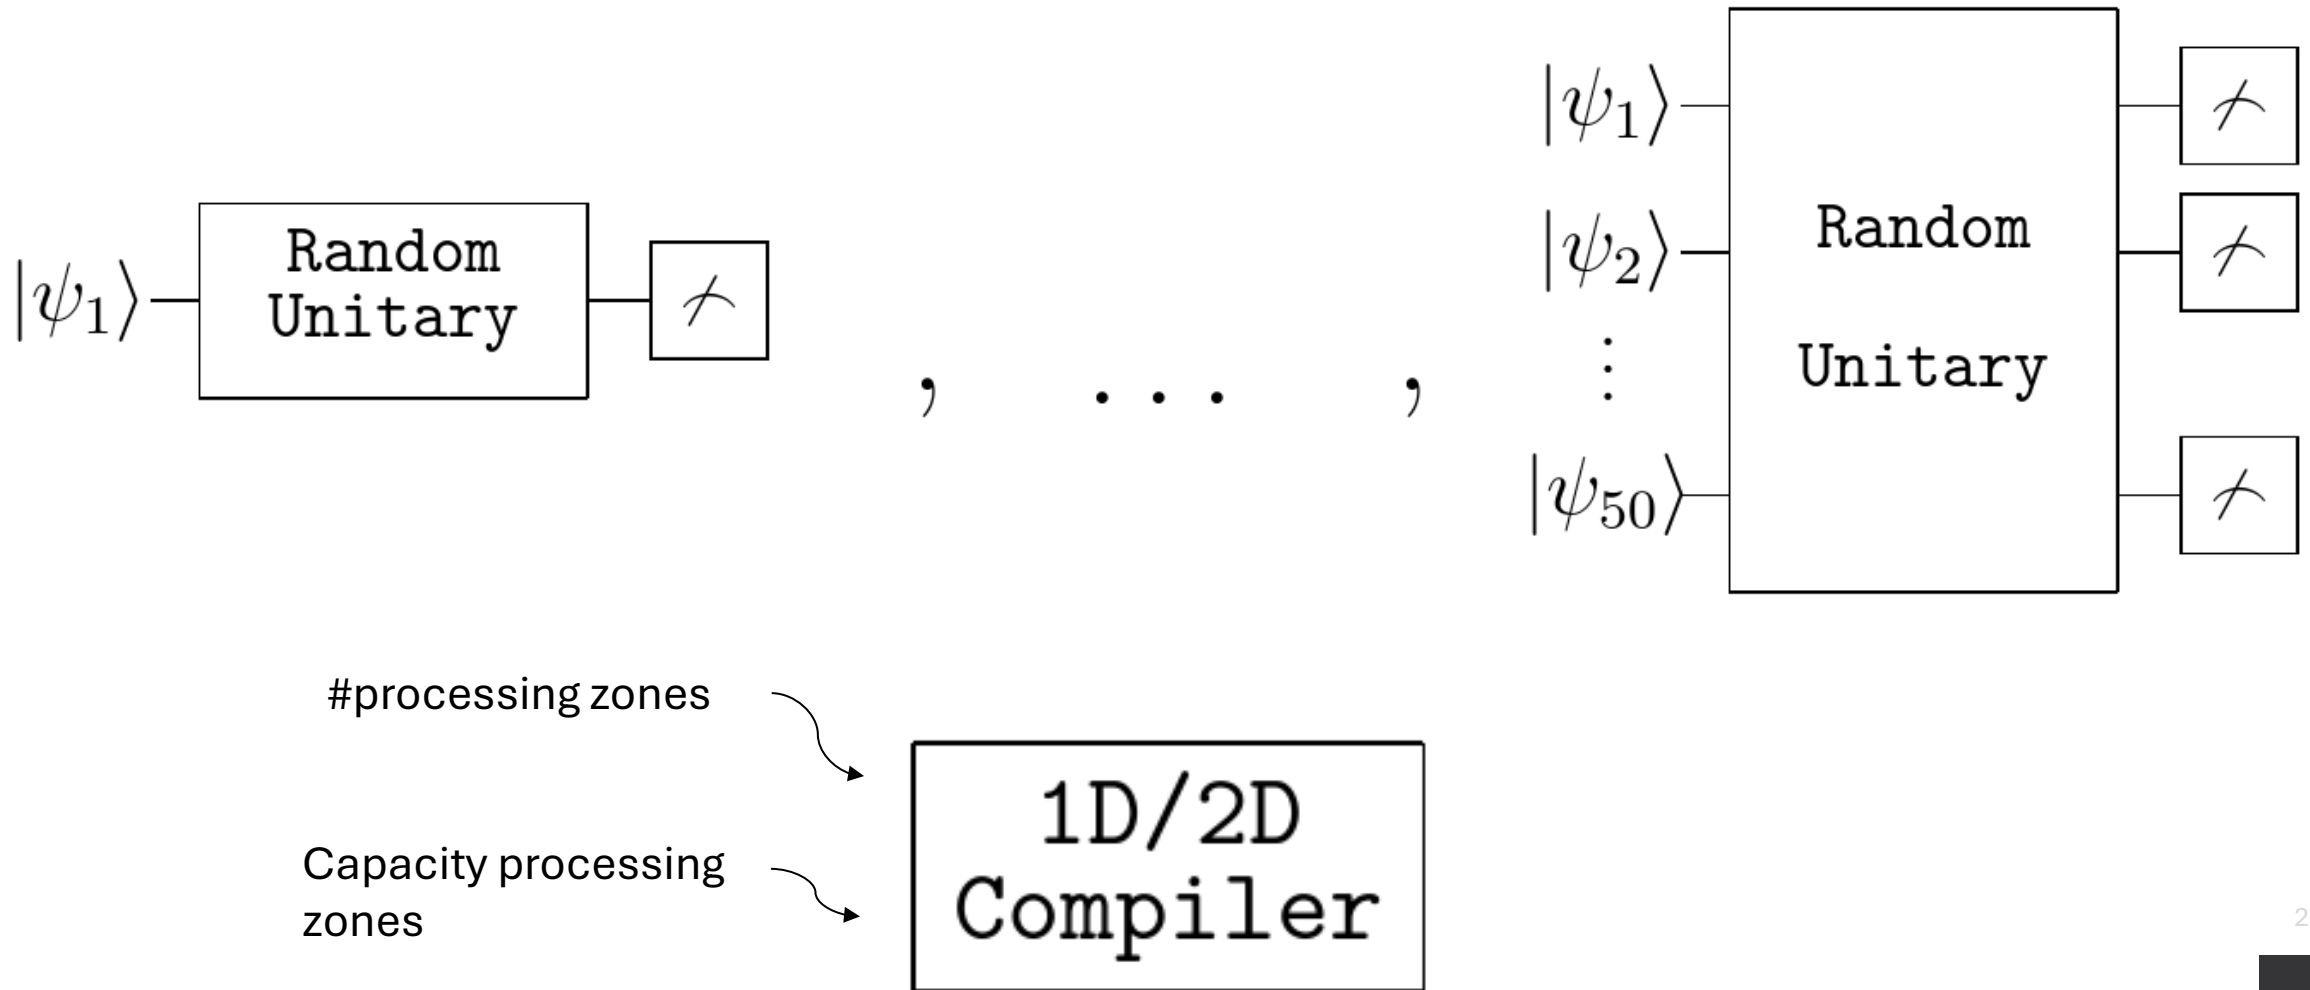 |ψ₁⟩
Random
Unitary
, . . . ,
|ψ₁⟩
|ψ₂⟩
⋮
|ψ₅₀⟩
Random
Unitary
#processing zones
Capacity processing
zones
1D/2D
Compiler
2